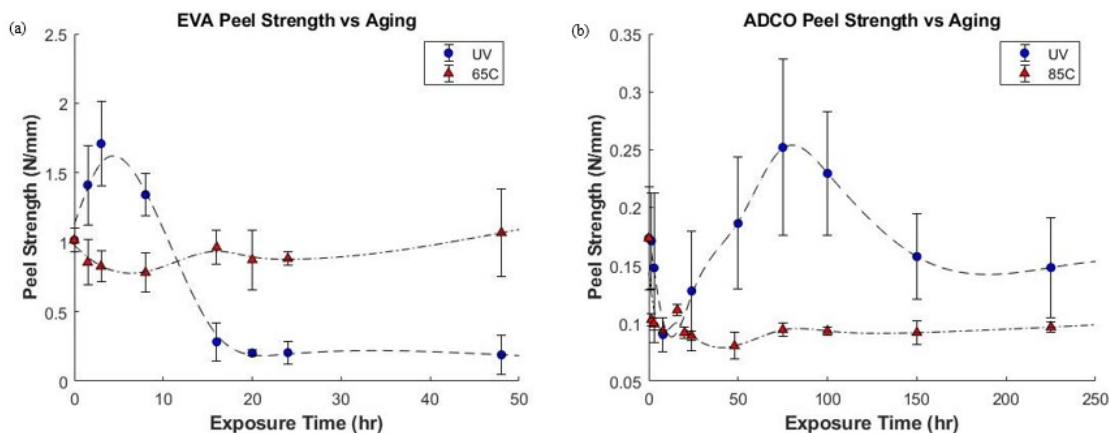 (a)
EVA Peel Strength vs Aging
2.5
2
1.5
1
0.5
0
Peel Strength (N/mm)
0 10 20 30 40 50
Exposure Time (hr)
UV
65C
(b)
ADCO Peel Strength vs Aging
0.35
0.3
0.25
0.2
0.15
0.1
0.05
Peel Strength (N/mm)
0 50 100 150 200 250
Exposure Time (hr)
UV
85C